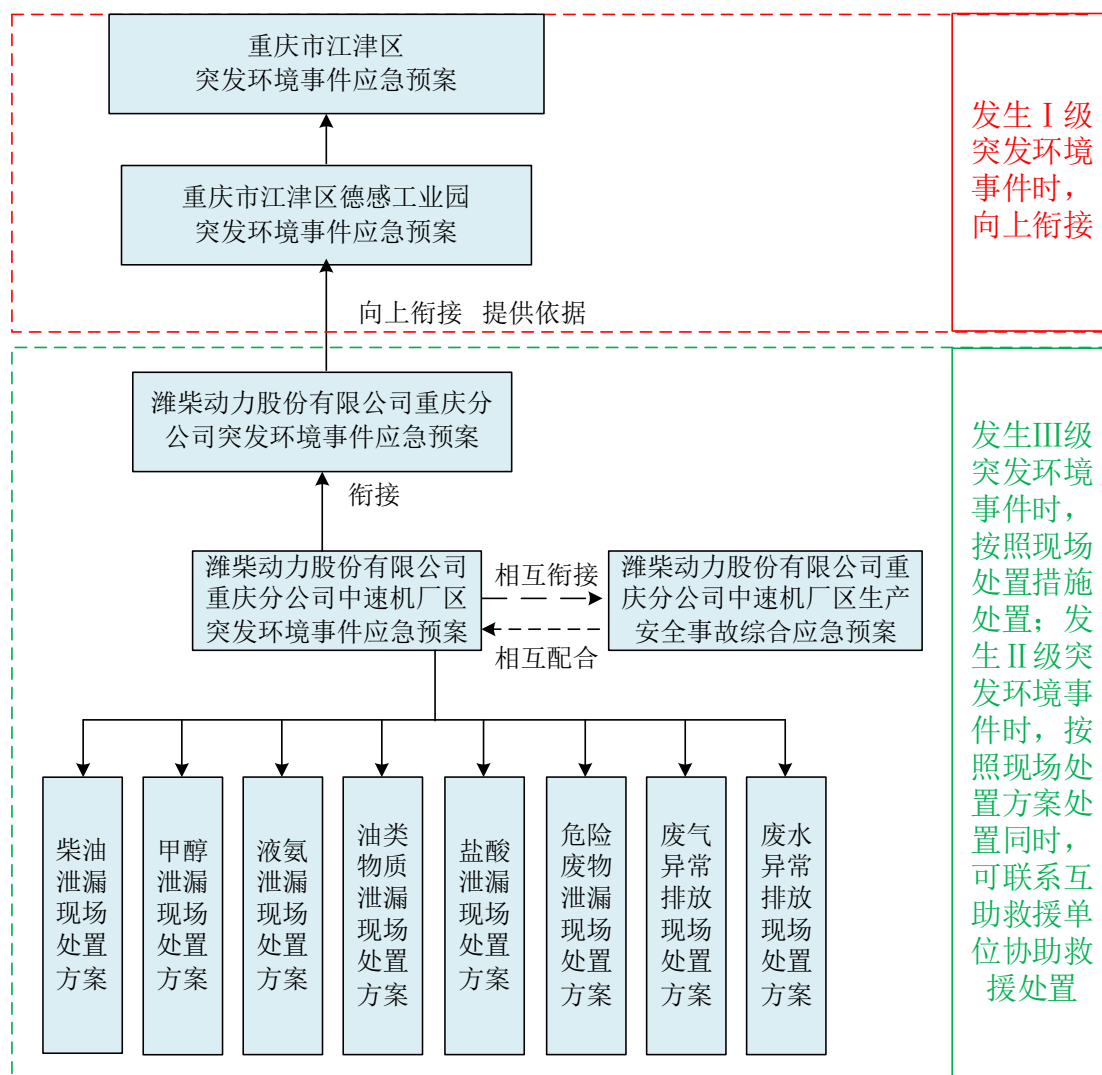 重庆市江津区
突发环境事件应急预案
重庆市江津区德感工业园
突发环境事件应急预案
发生Ⅰ级
突发环境
事件时，
向上衔接
向上衔接 提供依据
潍柴动力股份有限公司重庆分
公司突发环境事件应急预案
衔接
潍柴动力股份有限公司
重庆分公司中速机厂区
突发环境事件应急预案
相互衔接
相互配合
潍柴动力股份有限公司重
庆分公司中速机厂区生产
安全事故综合应急预案
柴油
泄漏
现场
处置
方案
甲醇
泄漏
现场
处置
方案
液氨
泄漏
现场
处置
方案
油类
物质
泄漏
现场
处置
方案
盐酸
泄漏
现场
处置
方案
危险
废物
泄漏
现场
处置
方案
废气
异常
排放
现场
处置
方案
废水
异常
排放
现场
处置
方案
发生Ⅲ级
突发环境
事件时，
按照现场
处置措施
处置；发
生Ⅱ级突
发环境事
件时，按
照现场处
置方案处
置同时，
可联系互
助救援单
位协助救
援处置